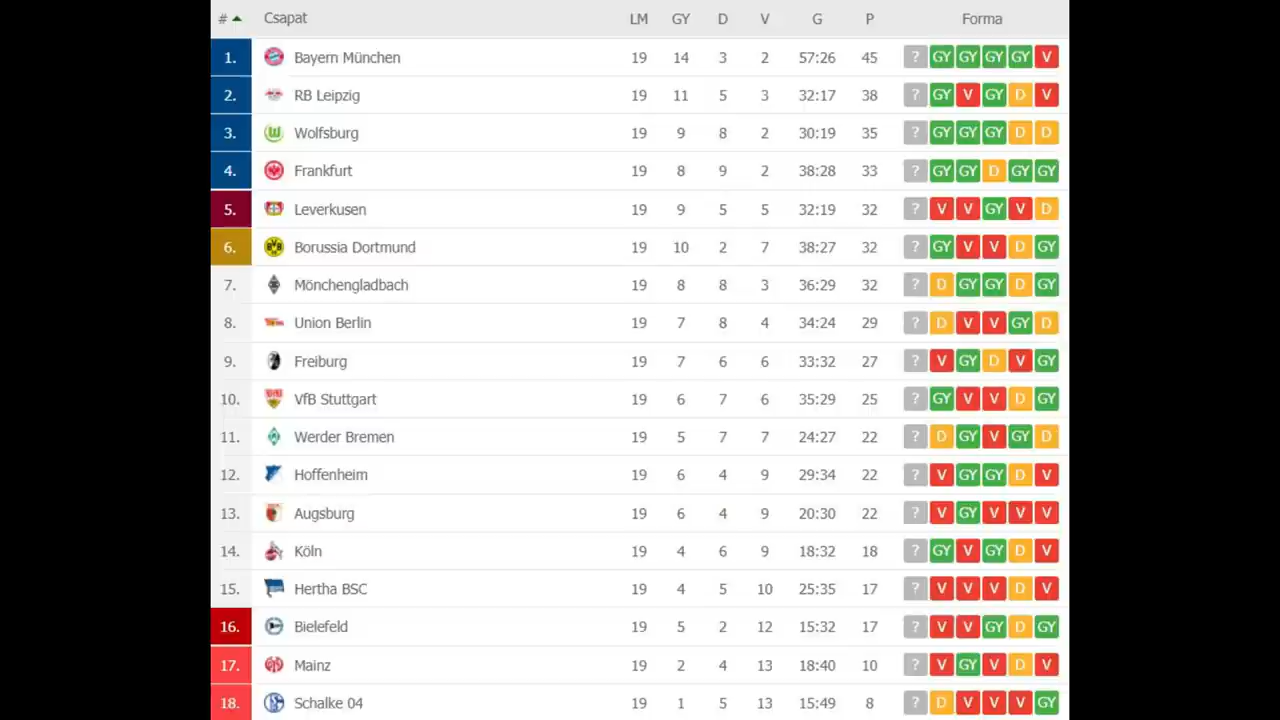 # Csapat LM GY D V G P Forma
1. Bayern München 19 14 3 2 57:26 45 ? GY GY GY GY V
2. RB Leipzig 19 11 5 3 32:17 38 ? GY V GY D V
3. Wolfsburg 19 9 8 2 30:19 35 ? GY GY GY D D
4. Frankfurt 19 8 9 2 38:28 33 ? GY GY D GY GY
5. Leverkusen 19 9 5 5 32:19 32 ? V V GY V D
6. Borussia Dortmund 19 10 2 7 38:27 32 ? GY V V D GY
7. Mönchengladbach 19 8 8 3 36:29 32 ? D GY GY D GY
8. Union Berlin 19 7 8 4 34:24 29 ? D V V GY D
9. Freiburg 19 7 6 6 33:32 27 ? V GY D V GY
10. VfB Stuttgart 19 6 7 6 35:29 25 ? GY V V D GY
11. Werder Bremen 19 5 7 7 24:27 22 ? D GY V GY D
12. Hoffenheim 19 6 4 9 29:34 22 ? V GY GY D V
13. Augsburg 19 6 4 9 20:30 22 ? V GY V V V
14. Köln 19 4 6 9 18:32 18 ? GY V GY D V
15. Hertha BSC 19 4 5 10 25:35 17 ? V V V D V
16. Bielefeld 19 5 2 12 15:32 17 ? V V GY D GY
17. Mainz 19 2 4 13 18:40 10 ? V GY V D V
18. Schalke 04 19 1 5 13 15:49 8 ? D V V V GY